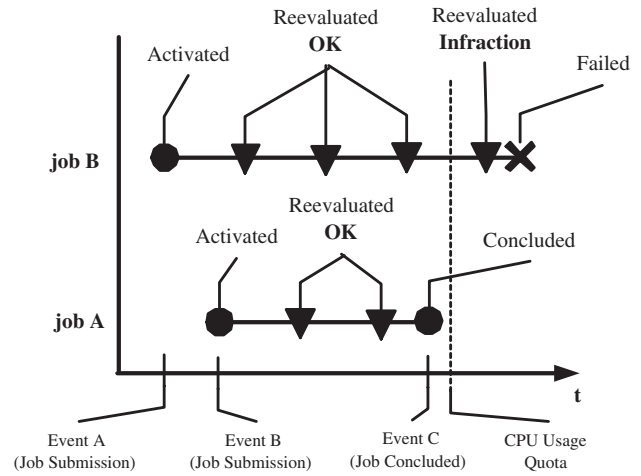 Reevaluated
OK
Reevaluated
Infraction
Activated
Failed
job B
Reevaluated
OK
Activated
Concluded
job A
t
Event A
(Job Submission)
Event B
(Job Submission)
Event C
(Job Concluded)
CPU Usage
Quota